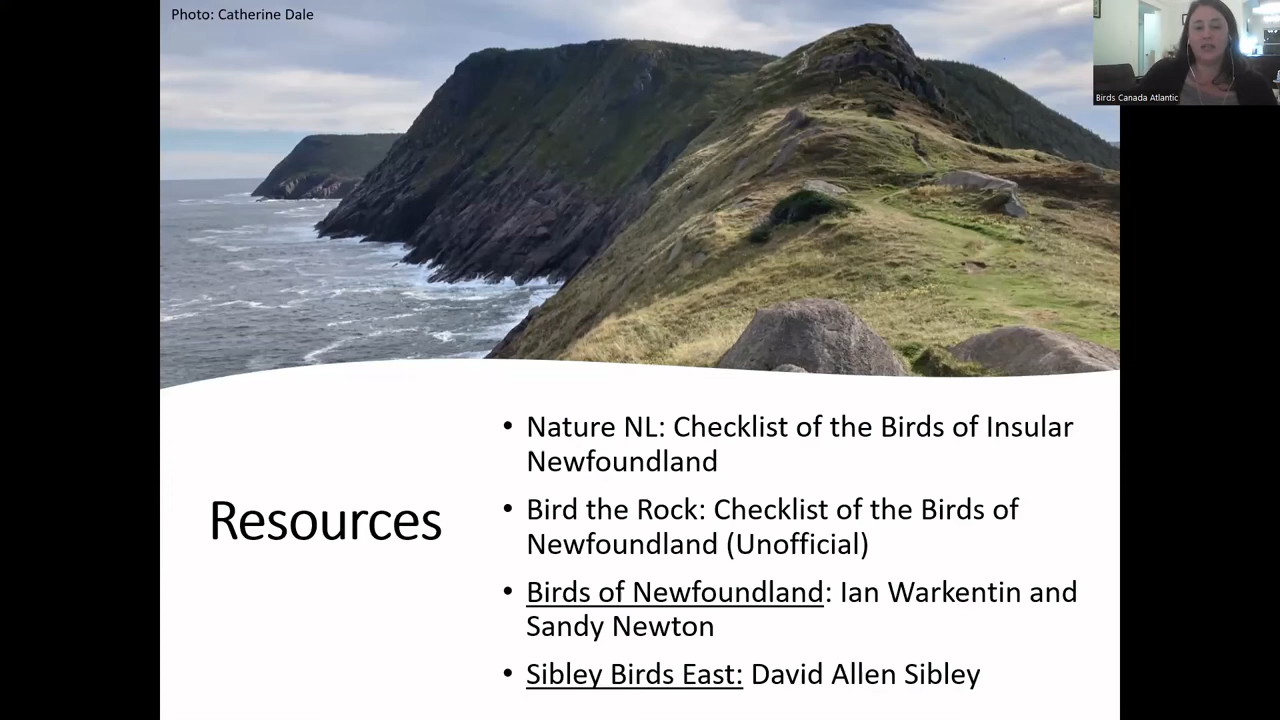 Photo: Catherine Dale
Birds Canada Atlantic
Resources
• Nature NL: Checklist of the Birds of Insular
Newfoundland
• Bird the Rock: Checklist of the Birds of
Newfoundland (Unofficial)
• Birds of Newfoundland: Ian Warkentin and
Sandy Newton
• Sibley Birds East: David Allen Sibley